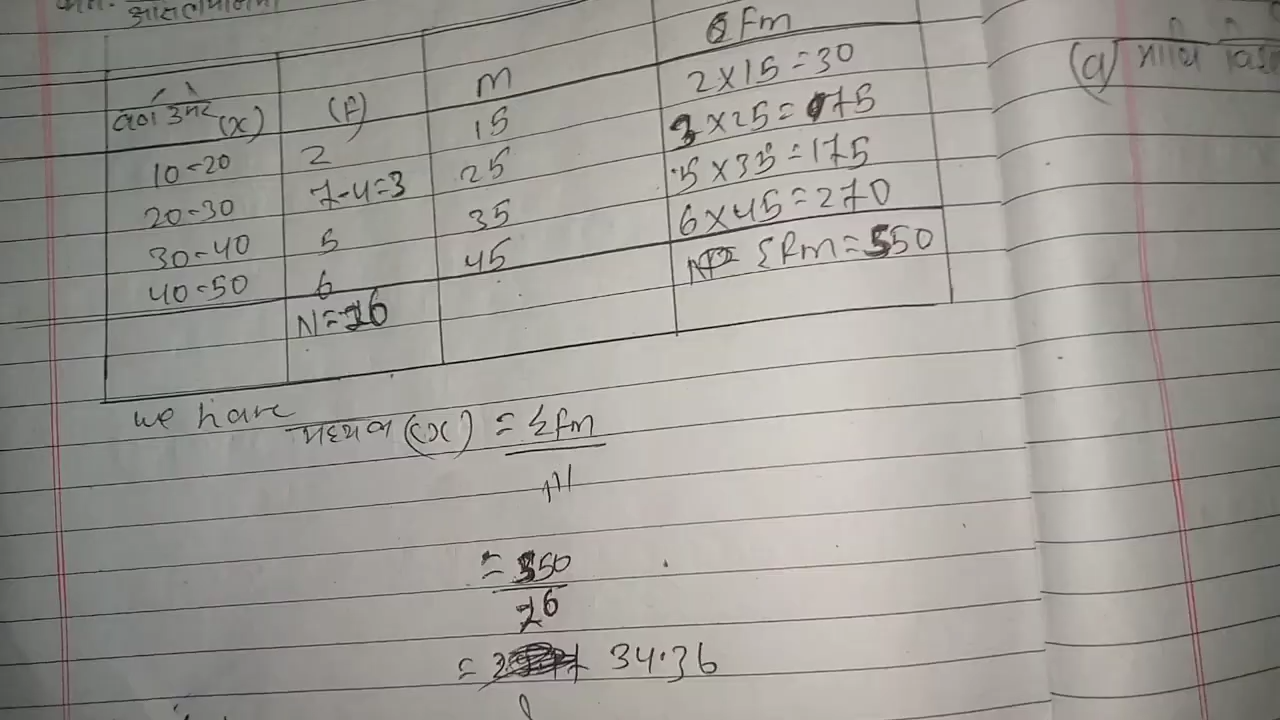 Fm
वर्ग अन्तर (x) (F) m 2×15=30
10-20 2 15 3×25=75
20-30 7-4=3 25 5×35=175
30-40 5 35 6×45=270
40-50 6 45 Σfm=550
N=16
we have
मध्यक (x) = Σfm
N
= 550
16
= 34.36
(a)